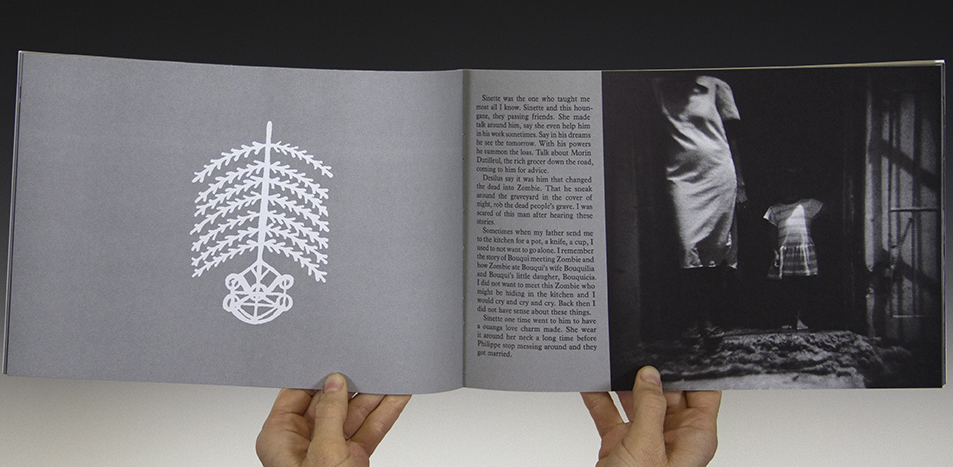 Sinette was the one who taught me
most all I know. Sinette and this houn-
gane, they passing friends. She made
talk around him, say she even help him
in his work sometimes. Say in his dreams
he see the tomorrow. With his powers
he summon the loas. Talk about Morin
Dutilleul, the rich grocer down the road,
coming to him for advice.
Desilus say it was him that changed
the dead into Zombie. That he sneak
around the graveyard in the cover of
night, rob the dead people's grave. I was
scared of this man after hearing these
stories.
Sometimes when my father send me
to the kitchen for a pot, a knife, a cup, I
used to not want to go alone. I remember
the story of Bouqui meeting Zombie and
how Zombie ate Bouqui's wife Bouquilia
and Bouqui's little daughter, Bouquicia.
I did not want to meet this Zombie who
might be hiding in the kitchen and I
would cry and cry and cry. Back then I
did not have sense about these things.
Sinette one time went to him to have
a ouanga love charm made. She wear
it around her neck a long time before
Philippe stop messing around and they
got married.